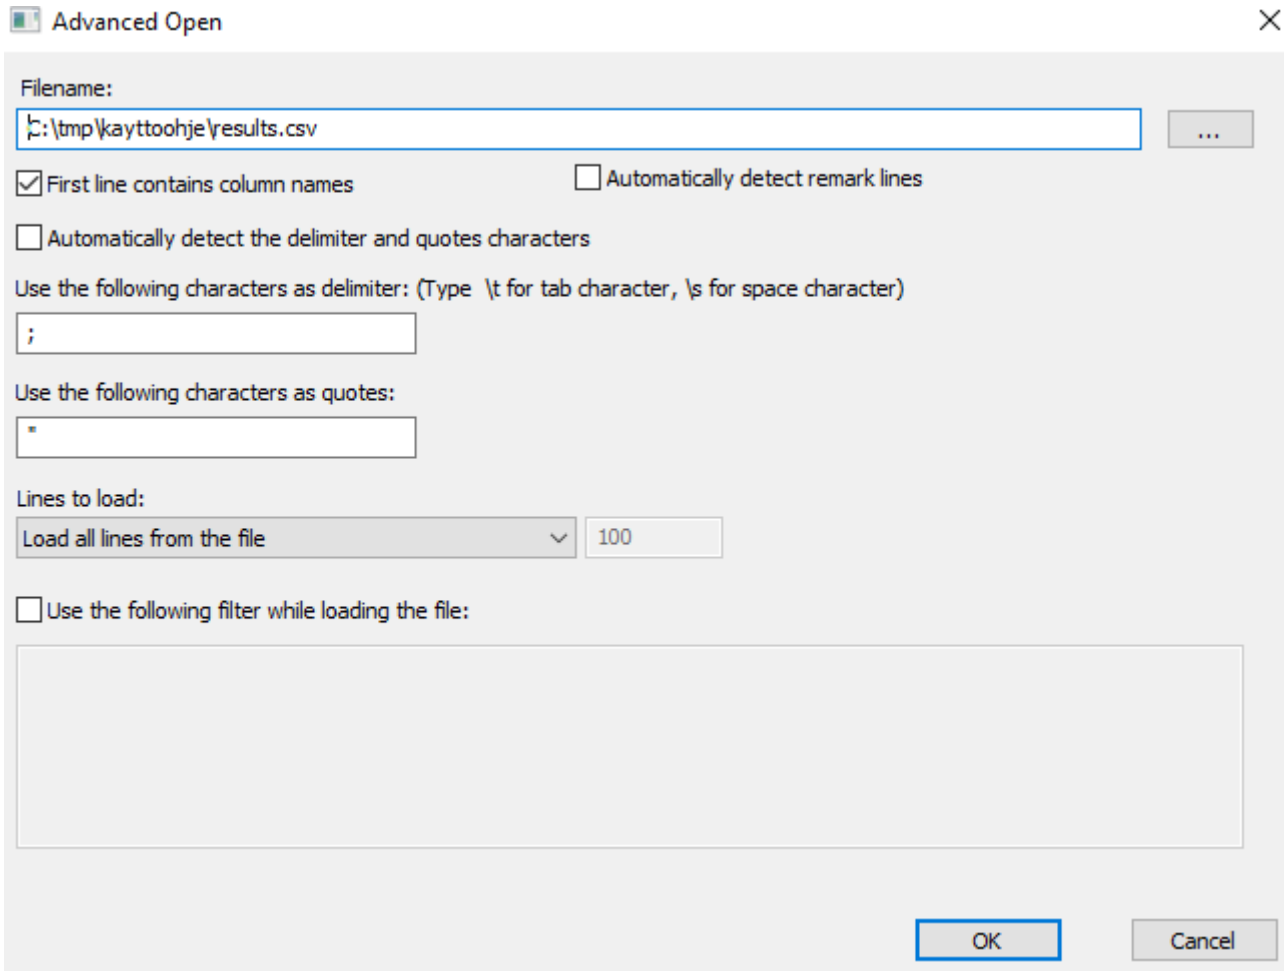 Advanced Open
Filename:
C:\tmp\kayttoohje\results.csv
...
First line contains column names
Automatically detect remark lines
Automatically detect the delimiter and quotes characters
Use the following characters as delimiter: (Type  \t for tab character, \s for space character)
;
Use the following characters as quotes:
"
Lines to load:
Load all lines from the file
100
Use the following filter while loading the file:
OK
Cancel